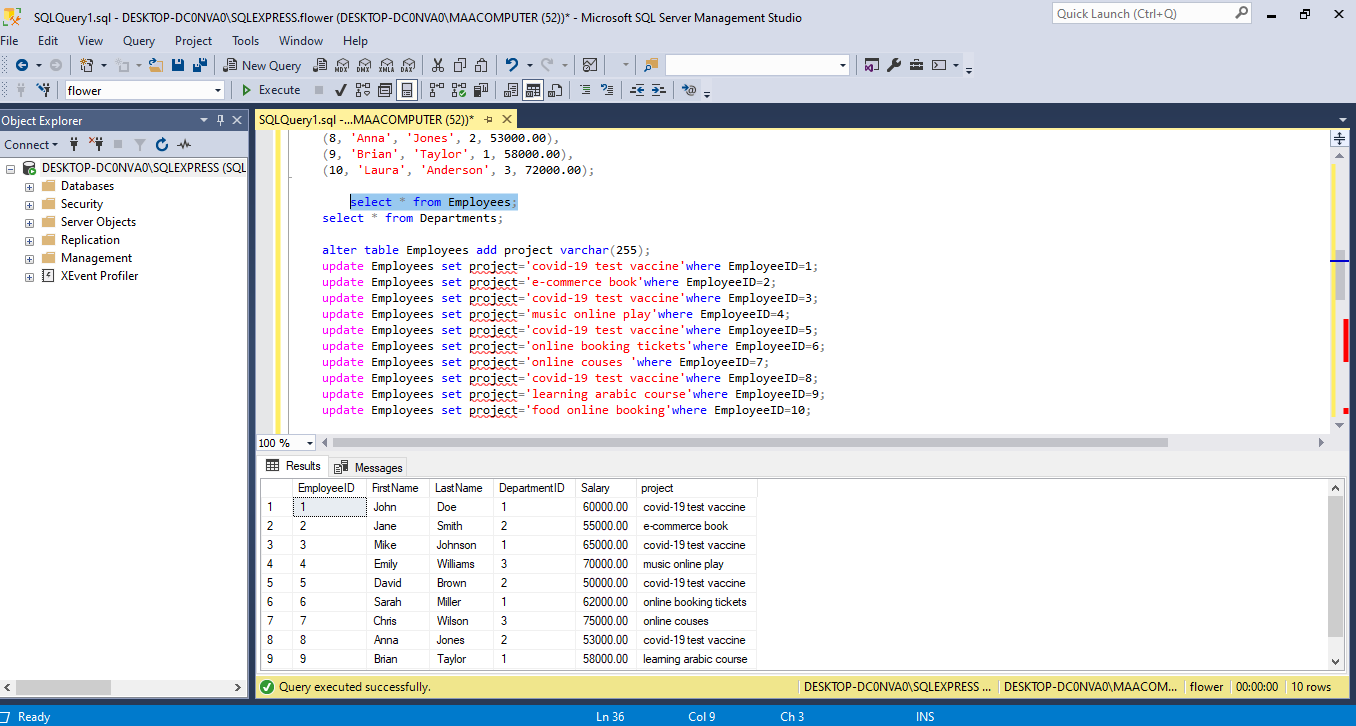 SQLQuery1.sql - DESKTOP-DC0NVA0\SQLEXPRESS.flower (DESKTOP-DC0NVA0\MAACOMPUTER (52))* - Microsoft SQL Server Management Studio
Quick Launch (Ctrl+Q)
File Edit View Query Project Tools Window Help
New Query MDX DMX XMLA DAX
flower Execute
Object Explorer
SQLQuery1.sql -...MAACOMPUTER (52))*
Connect
DESKTOP-DC0NVA0\SQLEXPRESS (SQL
Databases
Security
Server Objects
Replication
Management
XEvent Profiler
(8, 'Anna', 'Jones', 2, 53000.00),
(9, 'Brian', 'Taylor', 1, 58000.00),
(10, 'Laura', 'Anderson', 3, 72000.00);
select * from Employees;
select * from Departments;
alter table Employees add project varchar(255);
update Employees set project='covid-19 test vaccine'where EmployeeID=1;
update Employees set project='e-commerce book'where EmployeeID=2;
update Employees set project='covid-19 test vaccine'where EmployeeID=3;
update Employees set project='music online play'where EmployeeID=4;
update Employees set project='covid-19 test vaccine'where EmployeeID=5;
update Employees set project='online booking tickets'where EmployeeID=6;
update Employees set project='online couses 'where EmployeeID=7;
update Employees set project='covid-19 test vaccine'where EmployeeID=8;
update Employees set project='learning arabic course'where EmployeeID=9;
update Employees set project='food online booking'where EmployeeID=10;
100 %
Results Messages
EmployeeID FirstName LastName DepartmentID Salary project
1 1 John Doe 1 60000.00 covid-19 test vaccine
2 2 Jane Smith 2 55000.00 e-commerce book
3 3 Mike Johnson 1 65000.00 covid-19 test vaccine
4 4 Emily Williams 3 70000.00 music online play
5 5 David Brown 2 50000.00 covid-19 test vaccine
6 6 Sarah Miller 1 62000.00 online booking tickets
7 7 Chris Wilson 3 75000.00 online couses
8 8 Anna Jones 2 53000.00 covid-19 test vaccine
9 9 Brian Taylor 1 58000.00 learning arabic course
Query executed successfully. DESKTOP-DC0NVA0\SQLEXPRESS ... DESKTOP-DC0NVA0\MAACOM... flower 00:00:00 10 rows
Ready Ln 36 Col 9 Ch 3 INS